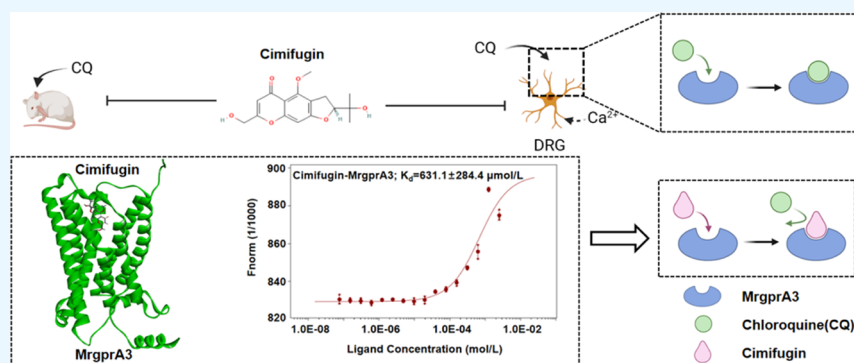 CQ
Cimifugin
O
O
HO
O
O
H
O
H
CQ
Ca²⁺
DRG
Cimifugin
MrgprA3
Cimifugin-MrgprA3; Kd=631.1±284.4 μmol/L
Fnorm (1/1000)
900
880
860
840
820
1.0E-08
1.0E-06
1.0E-04
1.0E-02
Ligand Concentration (mol/L)
MrgprA3
Chloroquine(CQ)
Cimifugin